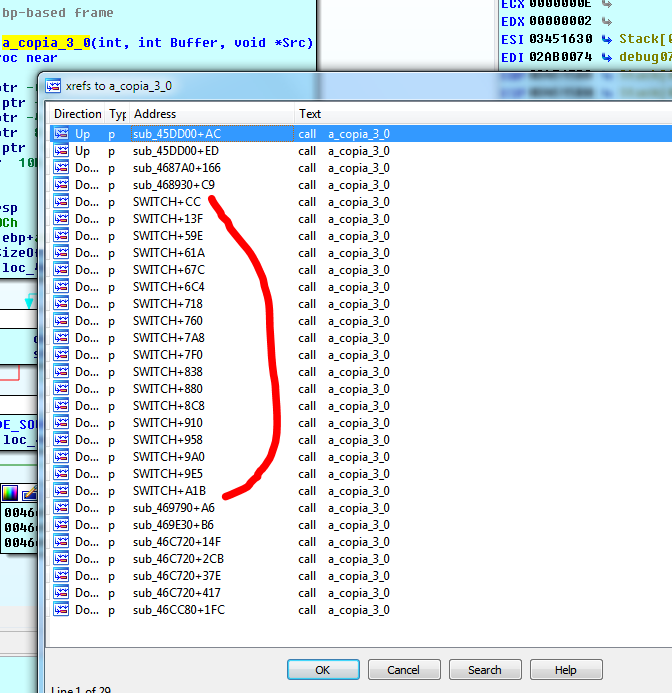 bp-based frame
ECX 0000000E
EDX 00000002
a_copia_3_0(int, int Buffer, void *Src)
ESI 03451630 Stack[0
roc near
EDI 02AB0074 debug07
xrefs to a_copia_3_0
Direction Typ Address Text
Up p sub_45DD00+AC call a_copia_3_0
Up p sub_45DD00+ED call a_copia_3_0
Do... p sub_4687A0+166 call a_copia_3_0
Do... p sub_468930+C9 call a_copia_3_0
Do... p SWITCH+CC call a_copia_3_0
Do... p SWITCH+13F call a_copia_3_0
Do... p SWITCH+59E call a_copia_3_0
Do... p SWITCH+61A call a_copia_3_0
Do... p SWITCH+67C call a_copia_3_0
Do... p SWITCH+6C4 call a_copia_3_0
Do... p SWITCH+718 call a_copia_3_0
Do... p SWITCH+760 call a_copia_3_0
Do... p SWITCH+7A8 call a_copia_3_0
Do... p SWITCH+7F0 call a_copia_3_0
Do... p SWITCH+838 call a_copia_3_0
Do... p SWITCH+880 call a_copia_3_0
Do... p SWITCH+8C8 call a_copia_3_0
Do... p SWITCH+910 call a_copia_3_0
Do... p SWITCH+958 call a_copia_3_0
Do... p SWITCH+9A0 call a_copia_3_0
Do... p SWITCH+9E5 call a_copia_3_0
Do... p SWITCH+A1B call a_copia_3_0
Do... p sub_469790+A6 call a_copia_3_0
Do... p sub_469E30+B6 call a_copia_3_0
Do... p sub_46C720+14F call a_copia_3_0
Do... p sub_46C720+2CB call a_copia_3_0
Do... p sub_46C720+37E call a_copia_3_0
Do... p sub_46C720+417 call a_copia_3_0
Do... p sub_46CC80+1FC call a_copia_3_0
OK Cancel Search Help
Line 1 of 29